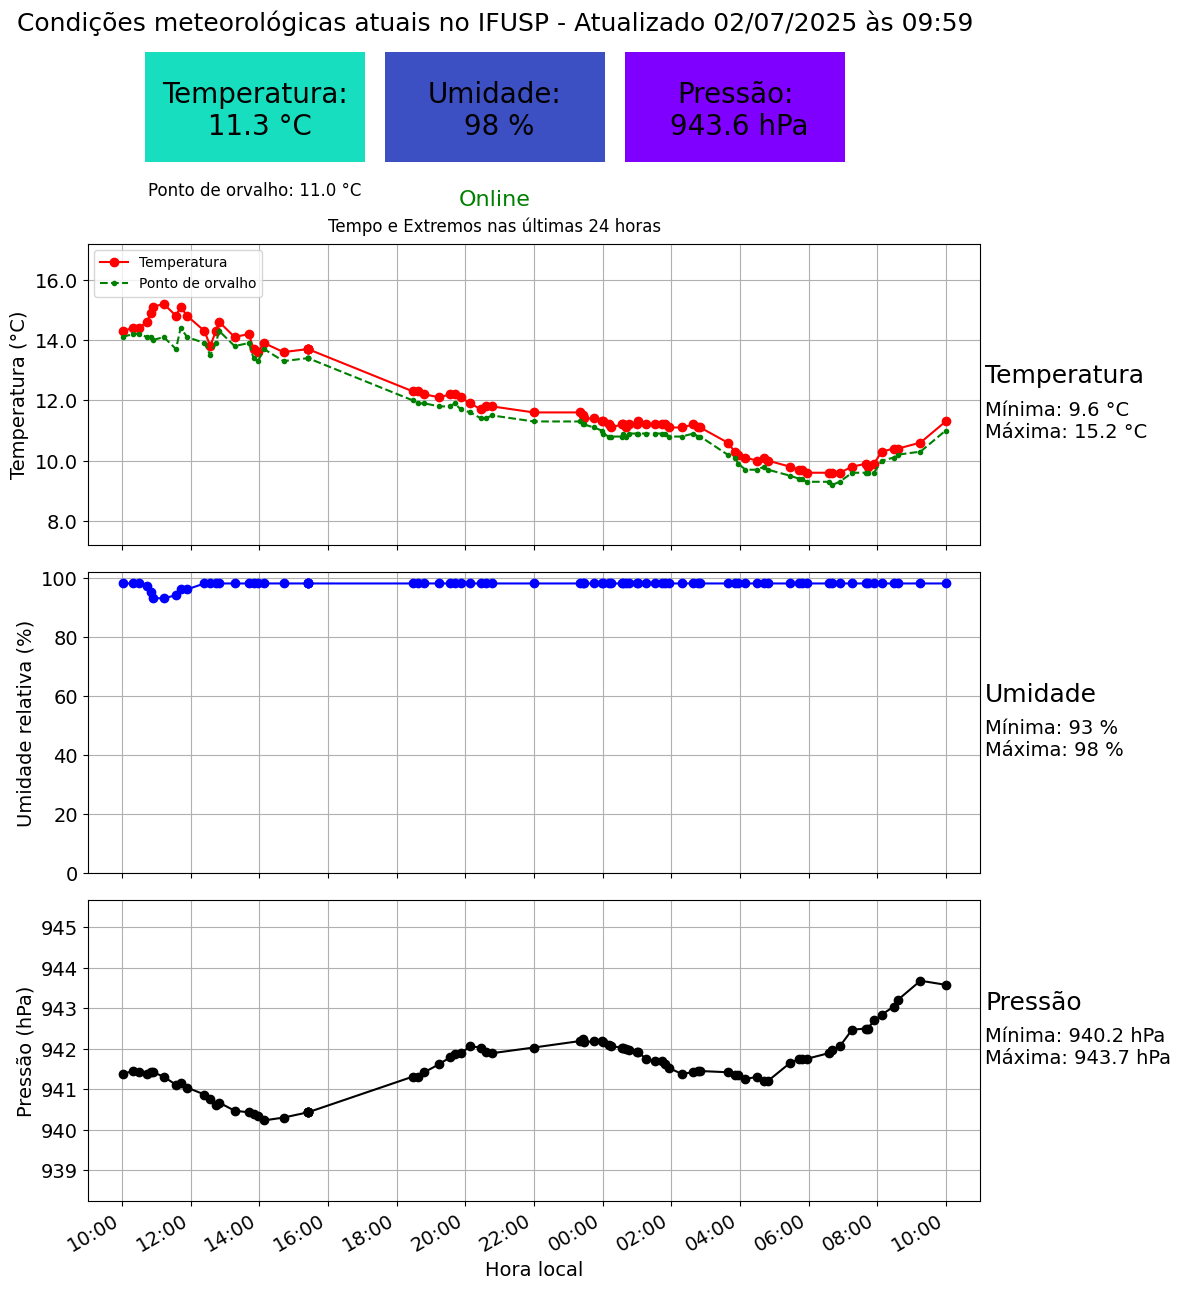 Condições meteorológicas atuais no IFUSP - Atualizado 02/07/2025 às 09:59
Temperatura:
11.3 °C
Umidade:
98 %
Pressão:
943.6 hPa
Ponto de orvalho: 11.0 °C
Online
Tempo e Extremos nas últimas 24 horas
Temperatura
Ponto de orvalho
Temperatura (°C)
16.0
14.0
12.0
10.0
8.0
Temperatura
Mínima: 9.6 °C
Máxima: 15.2 °C
Umidade relativa (%)
100
80
60
40
20
0
Umidade
Mínima: 93 %
Máxima: 98 %
Pressão (hPa)
945
944
943
942
941
940
939
Pressão
Mínima: 940.2 hPa
Máxima: 943.7 hPa
10:00
12:00
14:00
16:00
18:00
20:00
22:00
00:00
02:00
04:00
06:00
08:00
10:00
Hora local